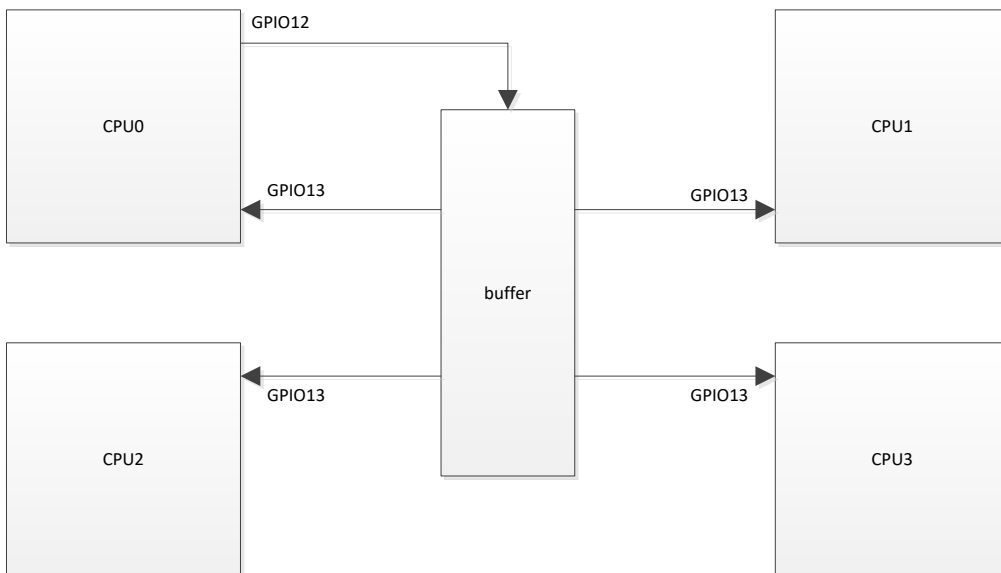 GPIO12
CPU0
CPU1
GPIO13
GPIO13
buffer
GPIO13
GPIO13
CPU2
CPU3